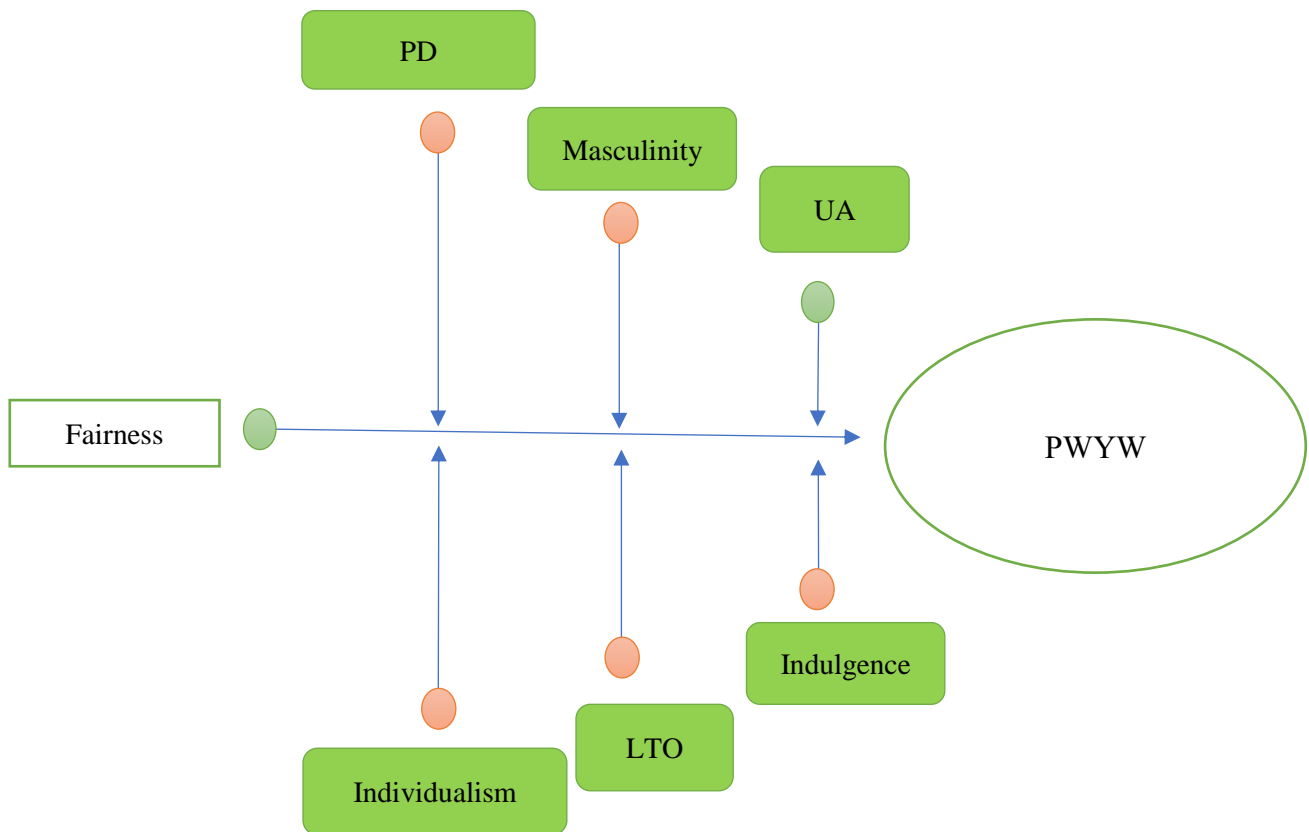 PD
Masculinity
UA
Fairness
PWYW
Indulgence
LTO
Individualism